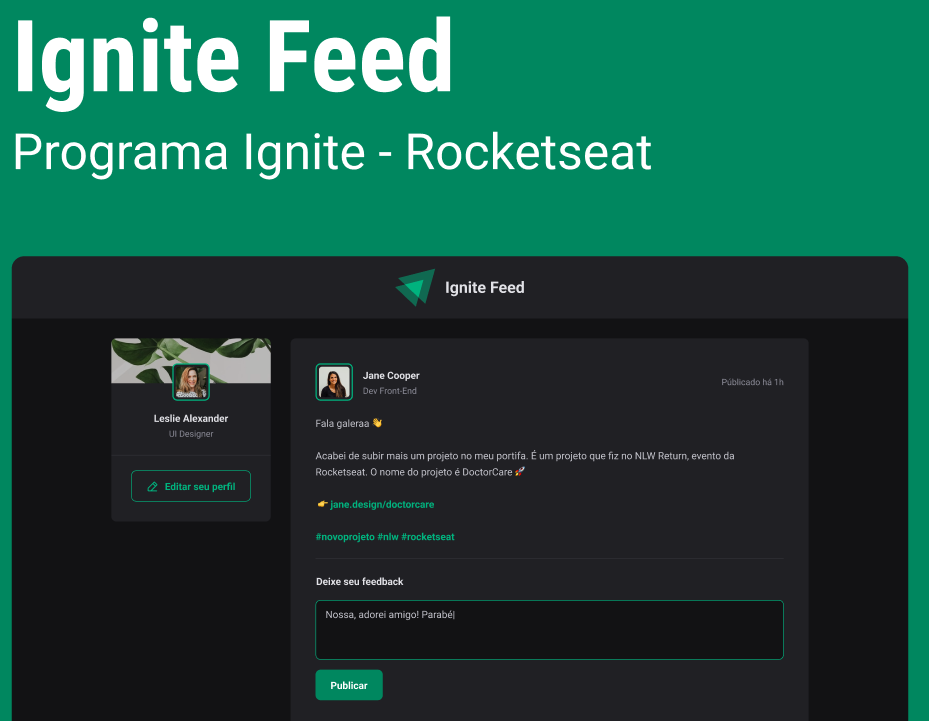 Ignite Feed
Programa Ignite - Rocketseat
Ignite Feed
Leslie Alexander
UI Designer
Editar seu perfil
Jane Cooper
Dev Front-End
Públicado há 1h
Fala galeraa 👋
Acabei de subir mais um projeto no meu portifa. É um projeto que fiz no NLW Return, evento da
Rocketseat. O nome do projeto é DoctorCare 🚀
👉 jane.design/doctorcare
#novoprojeto #nlw #rocketseat
Deixe seu feedback
Nossa, adorei amigo! Parabé|
Publicar